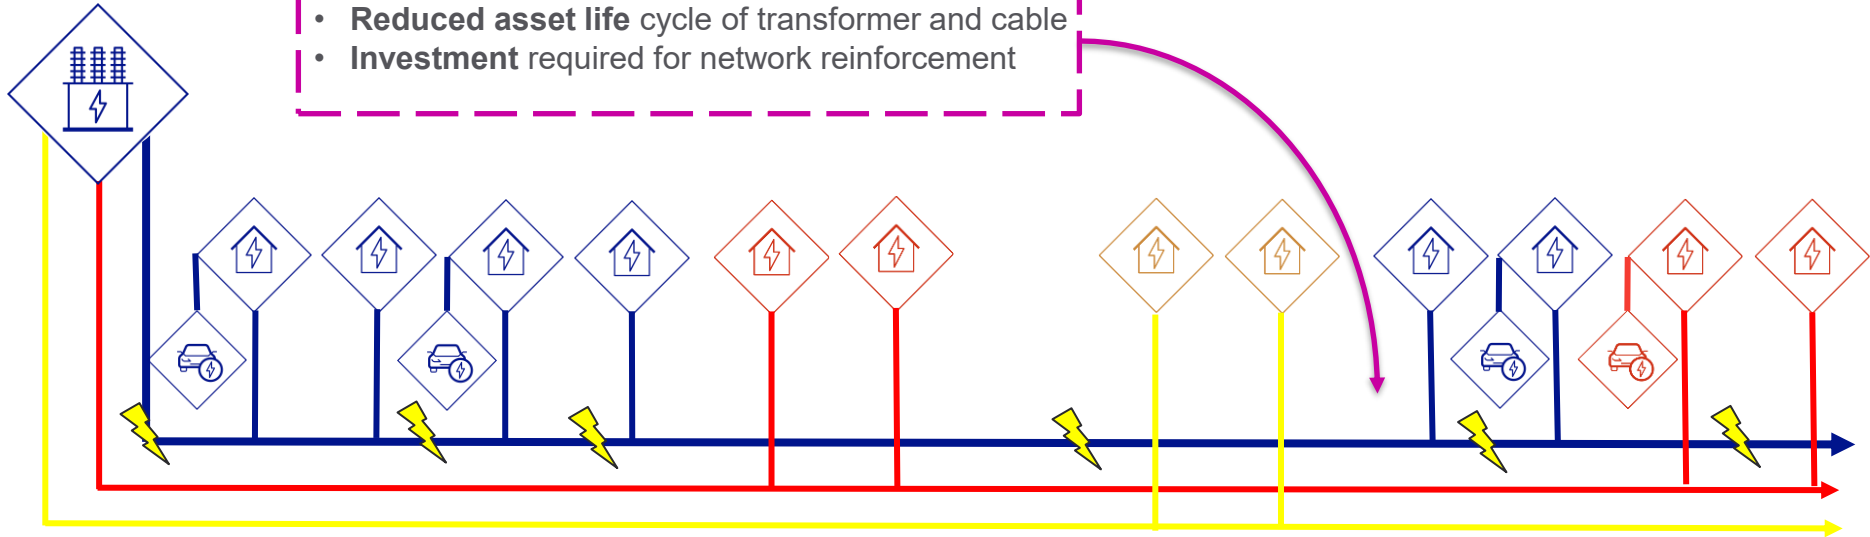 • Reduced asset life cycle of transformer and cable
• Investment required for network reinforcement